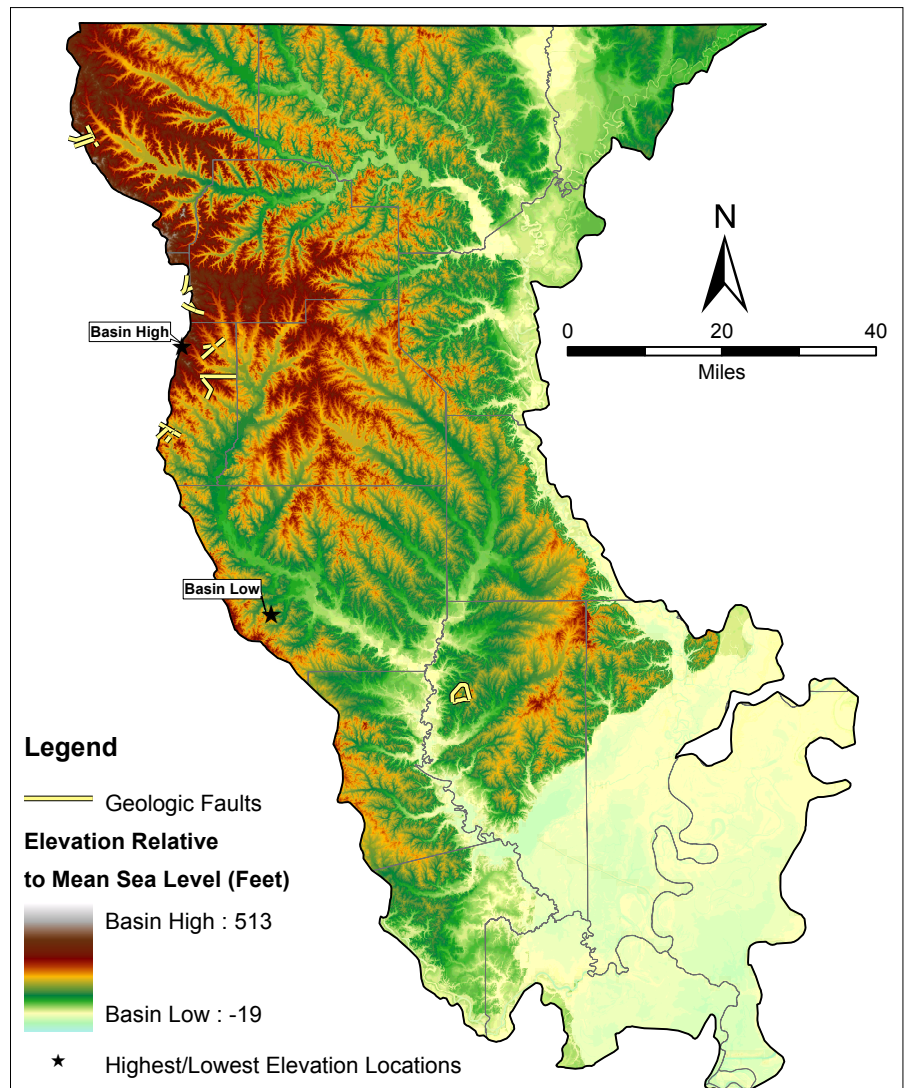 N
0 20 40
Miles
Basin High
Basin Low
Legend
Geologic Faults
Elevation Relative
to Mean Sea Level (Feet)
Basin High : 513
Basin Low : -19
Highest/Lowest Elevation Locations